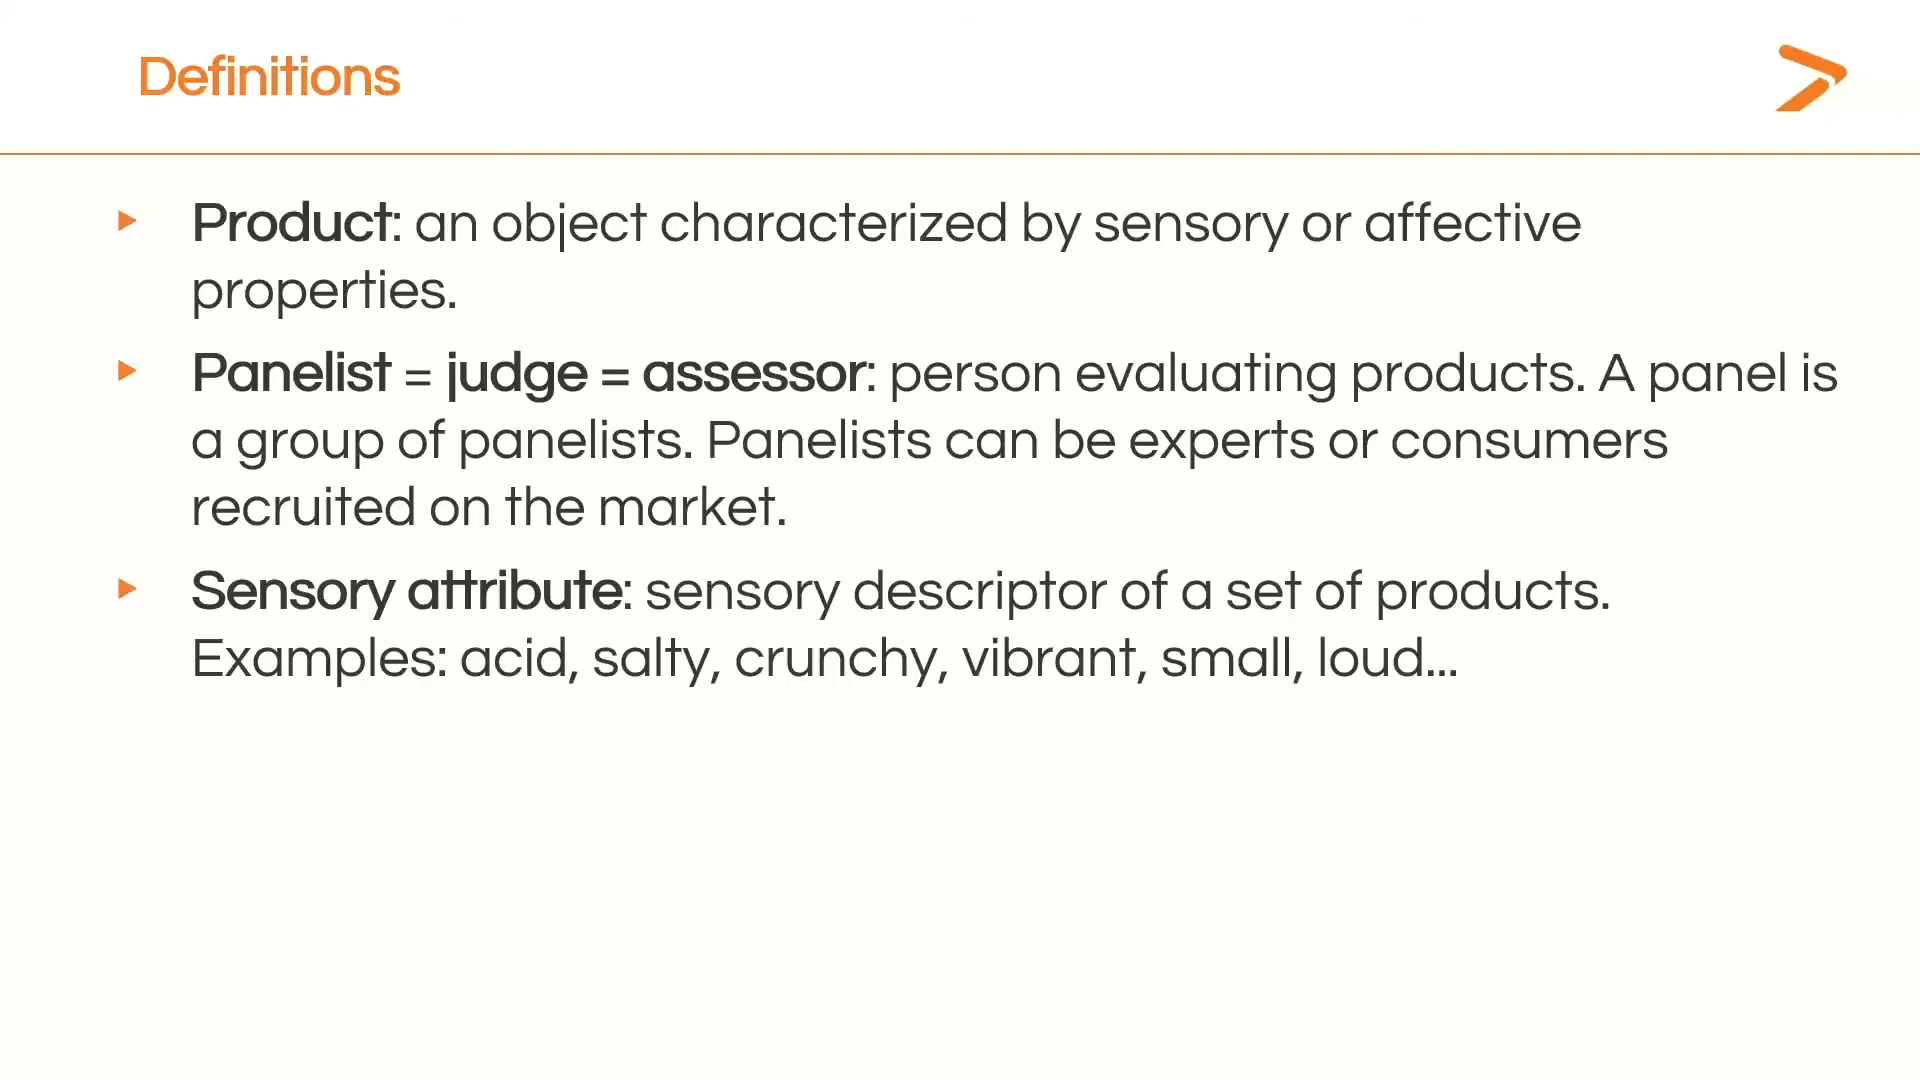 Definitions
Product: an object characterized by sensory or affective
properties.
Panelist = judge = assessor: person evaluating products. A panel is
a group of panelists. Panelists can be experts or consumers
recruited on the market.
Sensory attribute: sensory descriptor of a set of products.
Examples: acid, salty, crunchy, vibrant, small, loud...